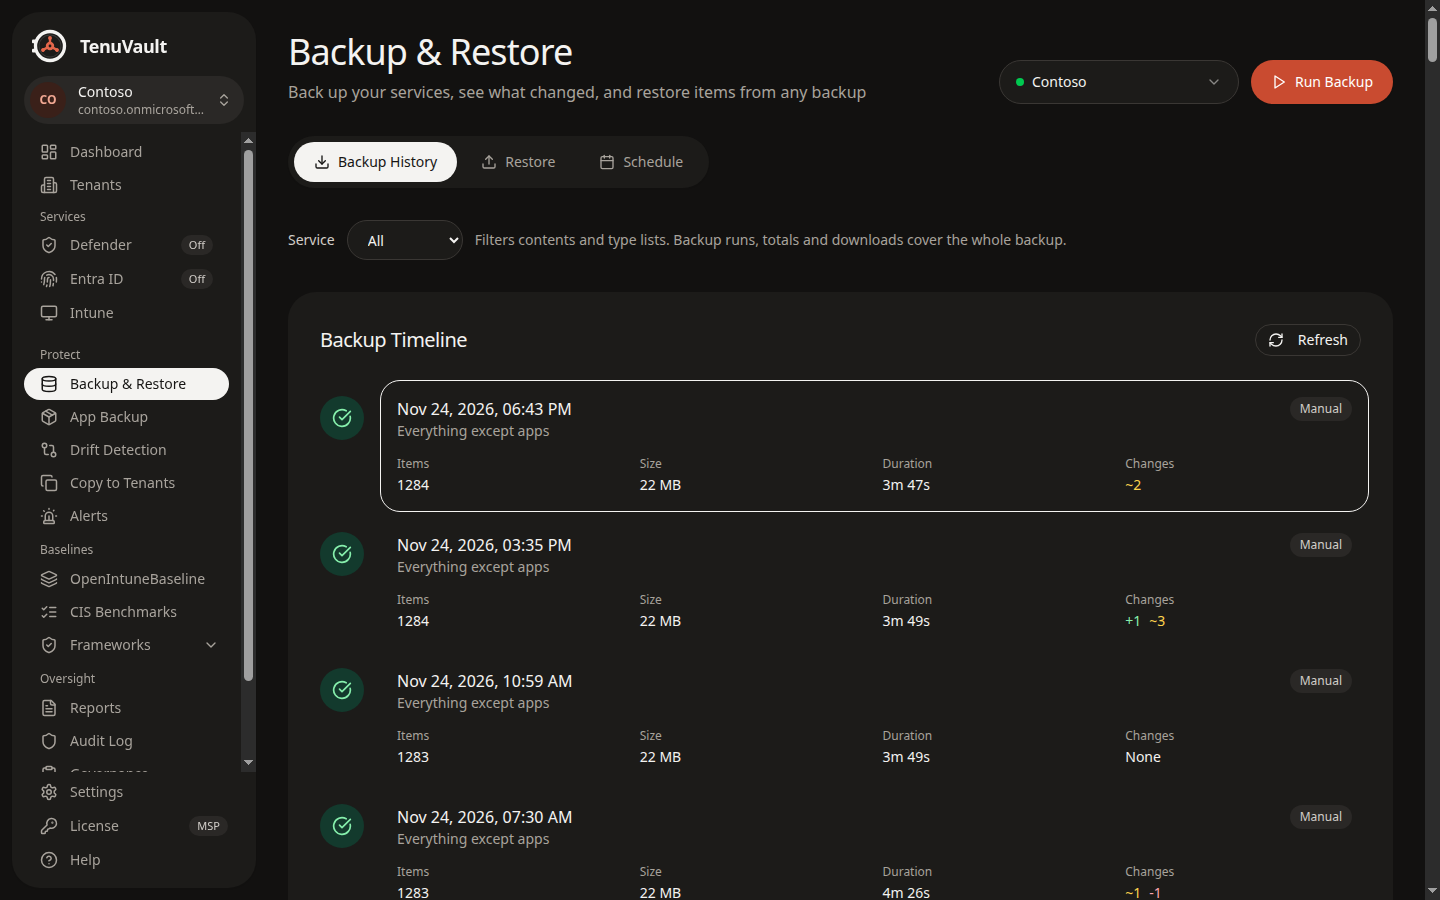 TenuVault
CO
Contoso
contoso.onmicrosoft...
Dashboard
Tenants
Services
Defender Off
Entra ID Off
Intune
Protect
Backup & Restore
App Backup
Drift Detection
Copy to Tenants
Alerts
Baselines
OpenIntuneBaseline
CIS Benchmarks
Frameworks
Oversight
Reports
Audit Log
Settings
License MSP
Help
Backup & Restore
Back up your services, see what changed, and restore items from any backup
Contoso
Run Backup
Backup History Restore Schedule
Service All Filters contents and type lists. Backup runs, totals and downloads cover the whole backup.
Backup Timeline
Refresh
Nov 24, 2026, 06:43 PM Manual
Everything except apps
Items Size Duration Changes
1284 22 MB 3m 47s ~2
Nov 24, 2026, 03:35 PM Manual
Everything except apps
Items Size Duration Changes
1284 22 MB 3m 49s +1 ~3
Nov 24, 2026, 10:59 AM Manual
Everything except apps
Items Size Duration Changes
1283 22 MB 3m 49s None
Nov 24, 2026, 07:30 AM Manual
Everything except apps
Items Size Duration Changes
1283 22 MB 4m 26s ~1 -1